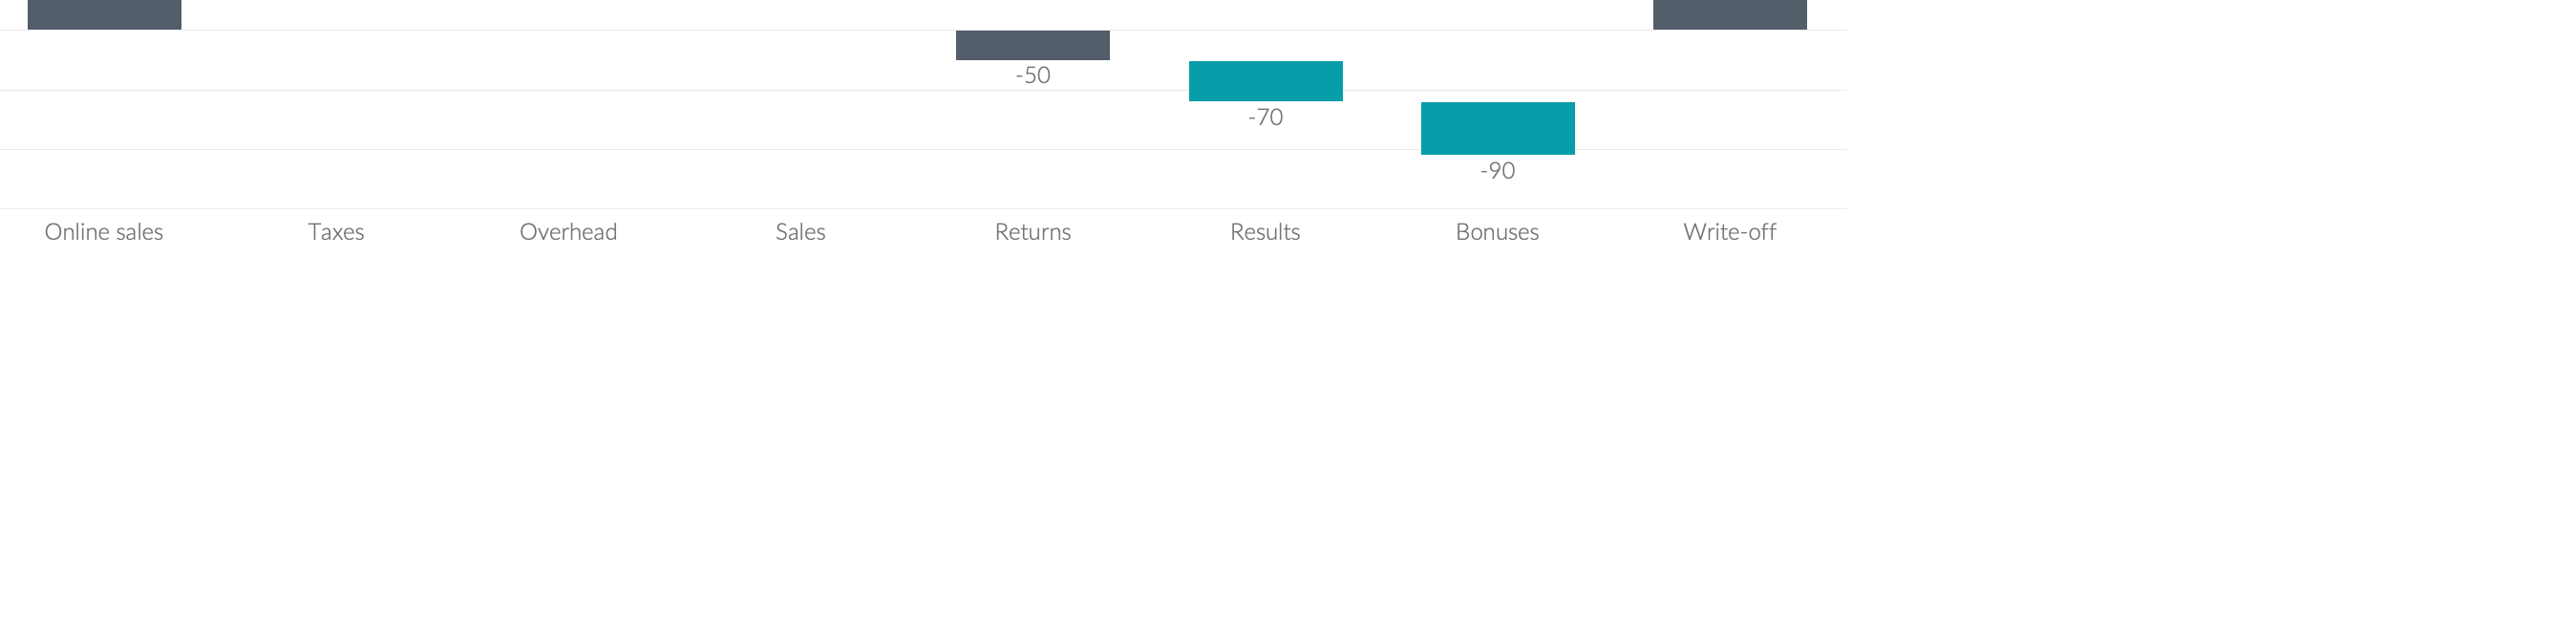 -50
-70
-90
Online sales Taxes Overhead Sales Returns Results Bonuses Write-off